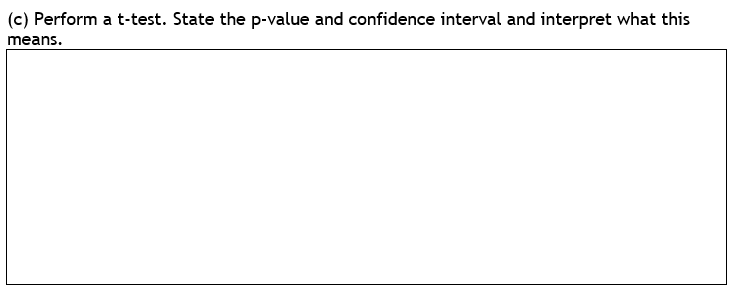 (c) Perform a t-test. State the p-value and confidence interval and interpret what this
means.